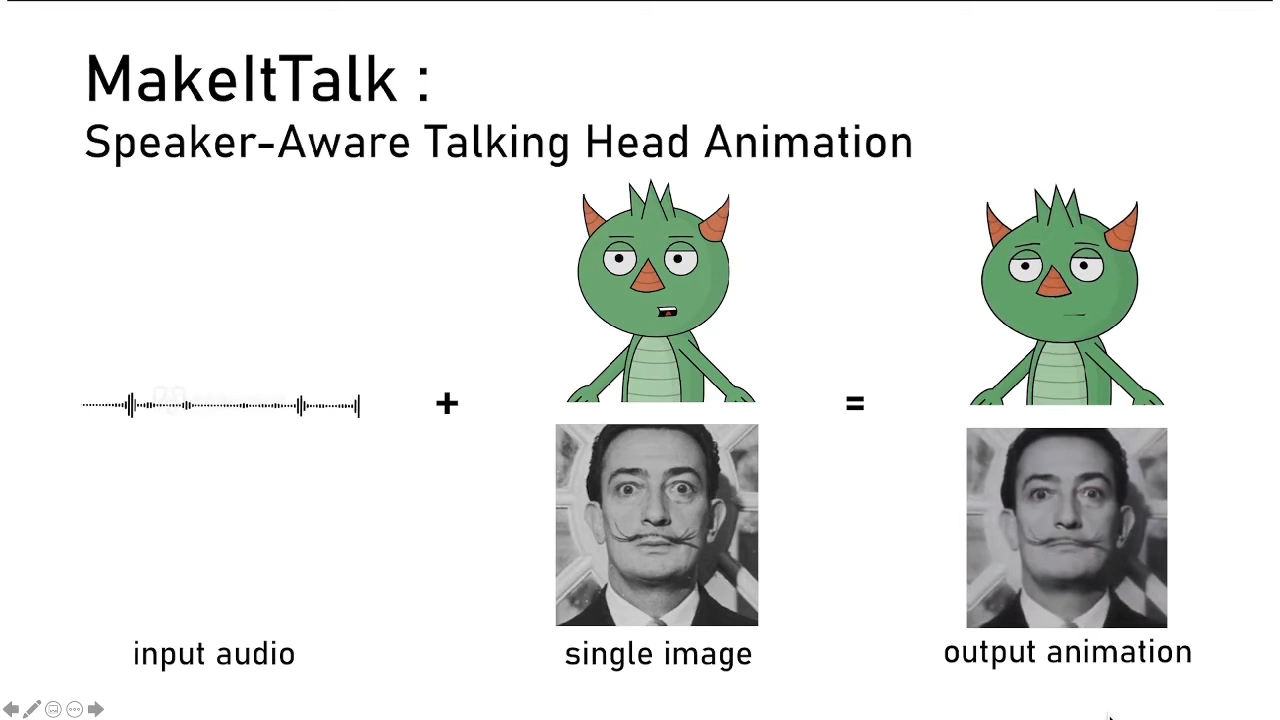 MakeItTalk :
Speaker-Aware Talking Head Animation
+
=
input audio
single image
output animation